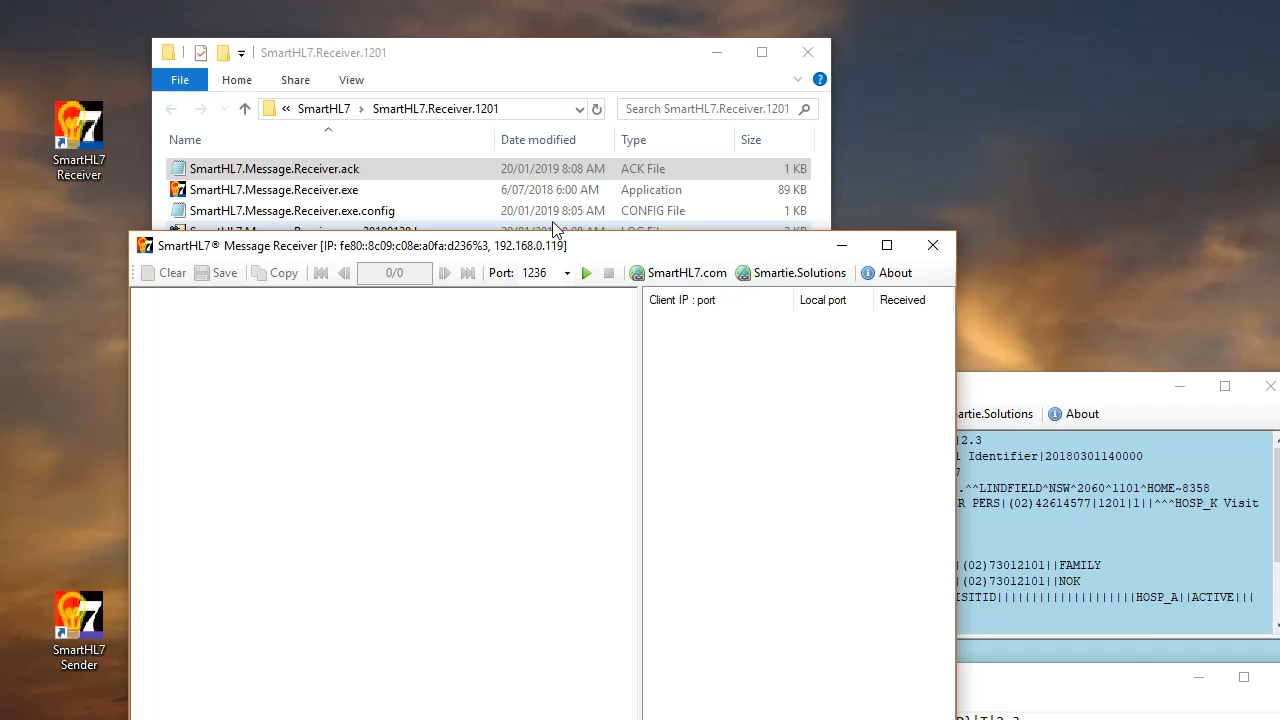 SmartHL7.Receiver.1201
File Home Share View
« SmartHL7 › SmartHL7.Receiver.1201 Search SmartHL7.Receiver.1201
Name Date modified Type Size
SmartHL7.Message.Receiver.ack 20/01/2019 8:08 AM ACK File 1 KB
SmartHL7.Message.Receiver.exe 6/07/2018 6:00 AM Application 89 KB
SmartHL7.Message.Receiver.exe.config 20/01/2019 8:05 AM CONFIG File 1 KB
SmartHL7 Receiver
SmartHL7® Message Receiver [IP: fe80::8c09:c08e:a0fa:d236%3, 192.168.0.119]
Clear Save Copy 0/0 Port: 1236 SmartHL7.com Smartie.Solutions About
Client IP : port Local port Received
artie.Solutions About
|2.3
l Identifier|20180301140000
7
.^^LINDFIELD^NSW^2060^1101^HOME~8358
R PERS|(02)42614577|1201|1||^^^HOSP_K Visit
|(02)73012101||FAMILY
|(02)73012101||NOK
ISITID||||||||||||||||||||HOSP_A||ACTIVE|||(
SmartHL7
Sender